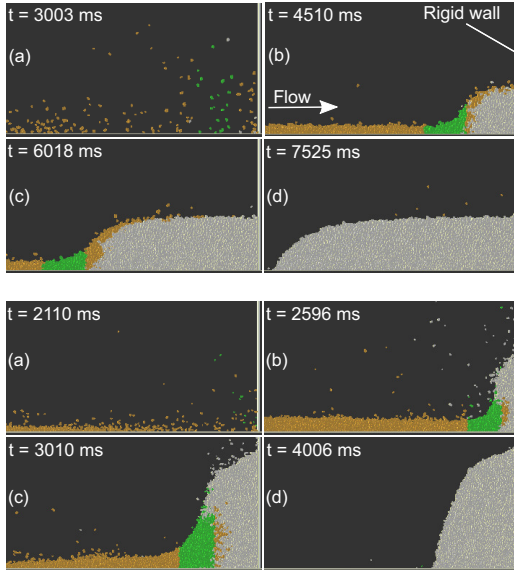 t = 3003 ms
(a)
t = 4510 ms
Rigid wall
(b)
Flow
t = 6018 ms
(c)
t = 7525 ms
(d)
t = 2110 ms
(a)
t = 2596 ms
(b)
t = 3010 ms
(c)
t = 4006 ms
(d)